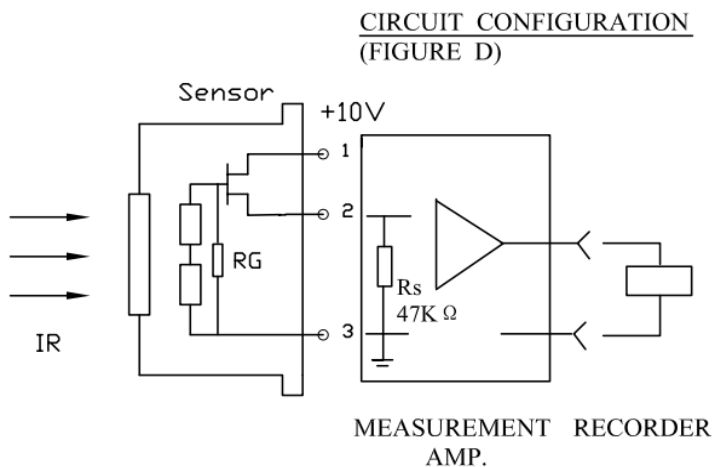 CIRCUIT CONFIGURATION
(FIGURE D)
Sensor
+10V
1
2
RG
Rs
47K Ω
3
IR
MEASUREMENT AMP.
RECORDER